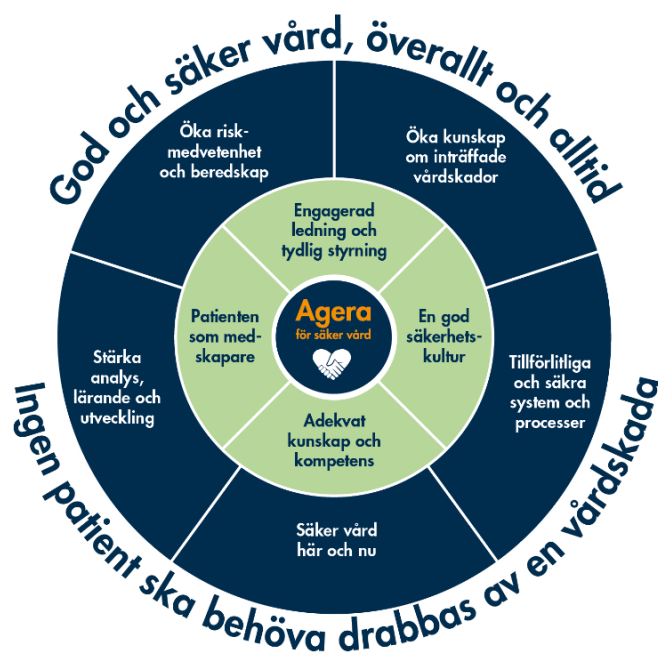 God och säker vård, överallt och alltid
Öka risk-
medvetenhet
och beredskap
Öka kunskap
om inträffade
vårdskador
Engagerad
ledning och
tydlig styrning
Patienten
som med-
skapare
Agera
för säker vård
En god
säkerhets-
kultur
Stärka
analys,
lärande och
utveckling
Tillförlitliga
och säkra
system och
processer
Adekvat
kunskap och
kompetens
Säker vård
här och nu
Ingen patient ska behöva drabbas av en vårdskada